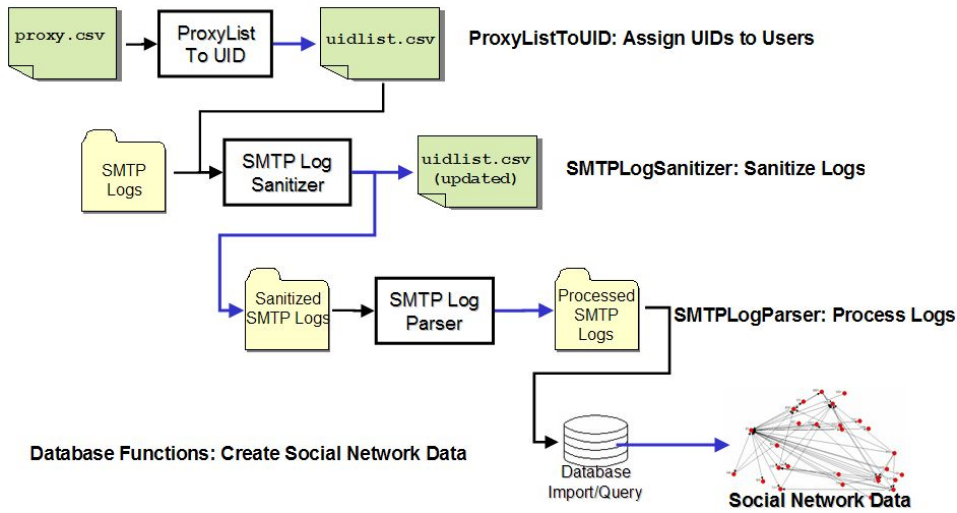 proxy.csv
ProxyList
To UID
uidlist.csv
ProxyListToUID: Assign UIDs to Users
SMTP
Logs
SMTP Log
Sanitizer
uidlist.csv
(updated)
SMTPLogSanitizer: Sanitize Logs
Sanitized
SMTP Logs
SMTP Log
Parser
Processed
SMTP
Logs
SMTPLogParser: Process Logs
Database Functions: Create Social Network Data
Database
Import/Query
Social Network Data